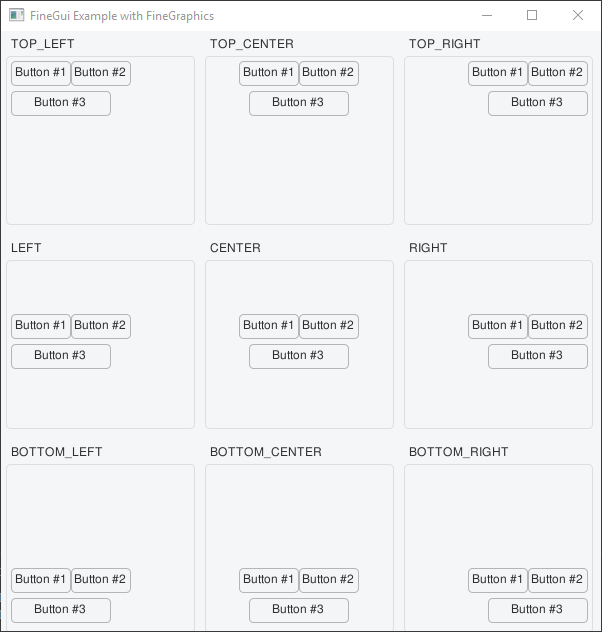 FineGui Example with FineGraphics
TOP_LEFT TOP_CENTER TOP_RIGHT
Button #1 Button #2 Button #1 Button #2 Button #1 Button #2
Button #3 Button #3 Button #3
LEFT CENTER RIGHT
Button #1 Button #2 Button #1 Button #2 Button #1 Button #2
Button #3 Button #3 Button #3
BOTTOM_LEFT BOTTOM_CENTER BOTTOM_RIGHT
Button #1 Button #2 Button #1 Button #2 Button #1 Button #2
Button #3 Button #3 Button #3